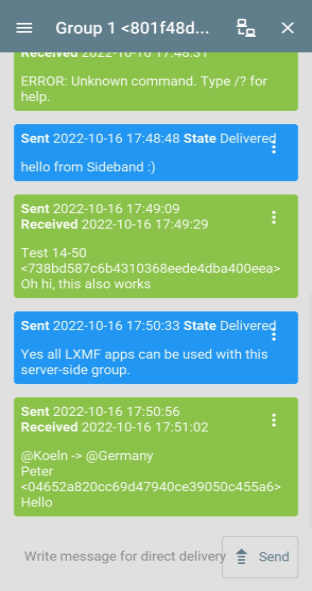 Group 1 <801f48d...
Received 2022-10-16 17:48:31
ERROR: Unknown command. Type /? for
help.
Sent 2022-10-16 17:48:48 State Delivered
hello from Sideband :)
Sent 2022-10-16 17:49:09
Received 2022-10-16 17:49:29
Test 14-50
<738bd587c6b4310368eede4dba400eea>
Oh hi, this also works
Sent 2022-10-16 17:50:33 State Delivered
Yes all LXMF apps can be used with this
server-side group.
Sent 2022-10-16 17:50:56
Received 2022-10-16 17:51:02
@Koeln -> @Germany
Peter
<04652a820cc69d47940ce39050c455a6>
Hello
Write message for direct delivery
Send